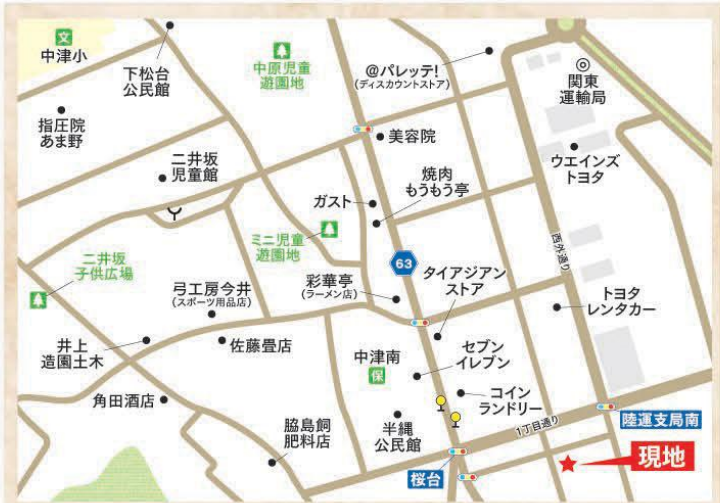 文
中津小
下松台
公民館
中原児童
遊園地
@パレッテ!
(ディスカウントストア)
関東
運輸局
指圧院
あま野
美容院
二井坂
児童館
焼肉
もうもう亭
ウエインズ
トヨタ
ガスト
ミニ児童
遊園地
西外通り
二井坂
子供広場
63
弓工房今井
(スポーツ用品店)
彩華亭
(ラーメン店)
タイアジアン
ストア
トヨタ
レンタカー
井上
造園土木
佐藤畳店
中津南
保
セブン
イレブン
角田酒店
コイン
ランドリー
脇島飼
肥料店
半縄
公民館
1丁目通り
陸運支局南
桜台
現地